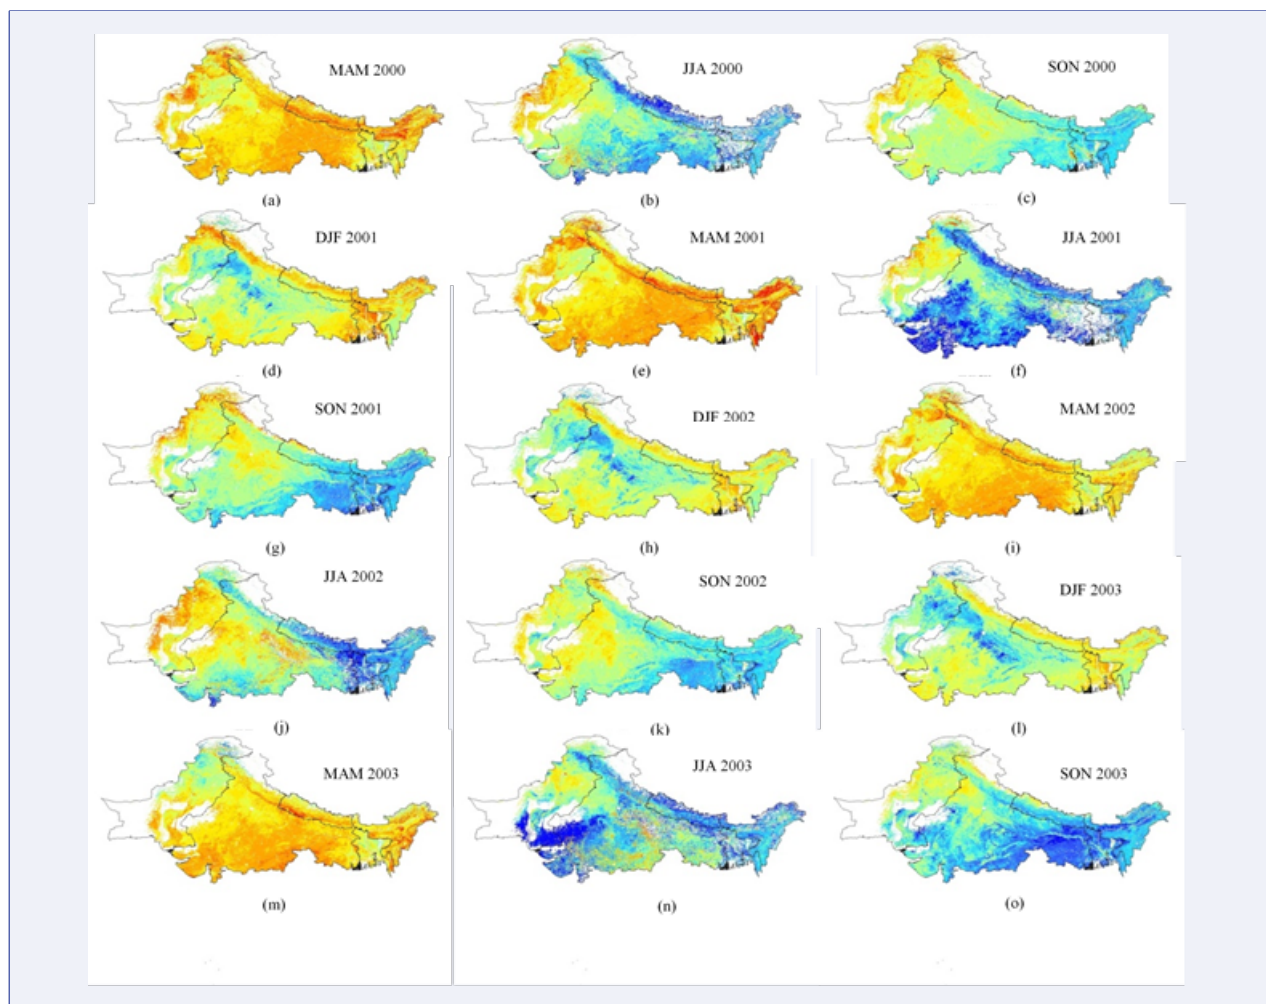 MAM 2000
JJA 2000
SON 2000
(a)
(b)
(c)
DJF 2001
MAM 2001
JJA 2001
(d)
(e)
(f)
SON 2001
DJF 2002
MAM 2002
(g)
(h)
(i)
JJA 2002
SON 2002
DJF 2003
(j)
(k)
(l)
MAM 2003
JJA 2003
SON 2003
(m)
(n)
(o)